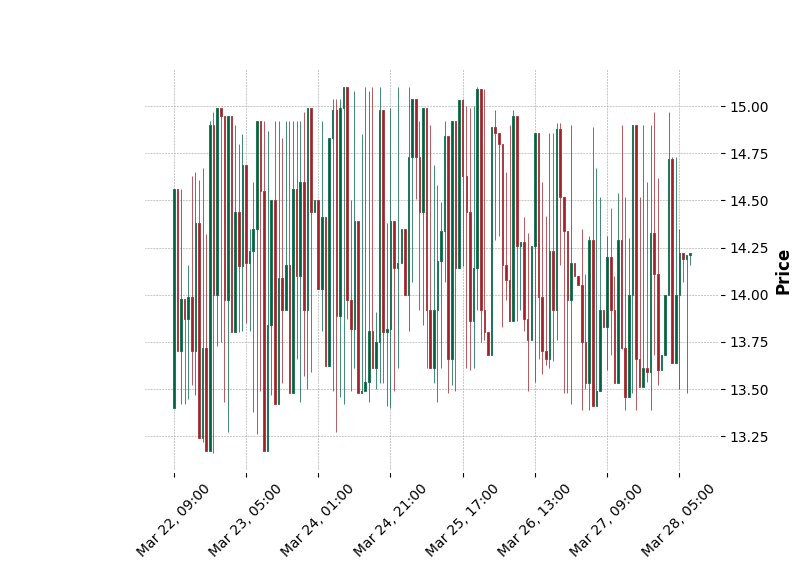 15.00
14.75
14.50
14.25
14.00
13.75
13.50
13.25
Price
Mar 22, 09:00
Mar 23, 05:00
Mar 24, 01:00
Mar 24, 21:00
Mar 25, 17:00
Mar 26, 13:00
Mar 27, 09:00
Mar 28, 05:00